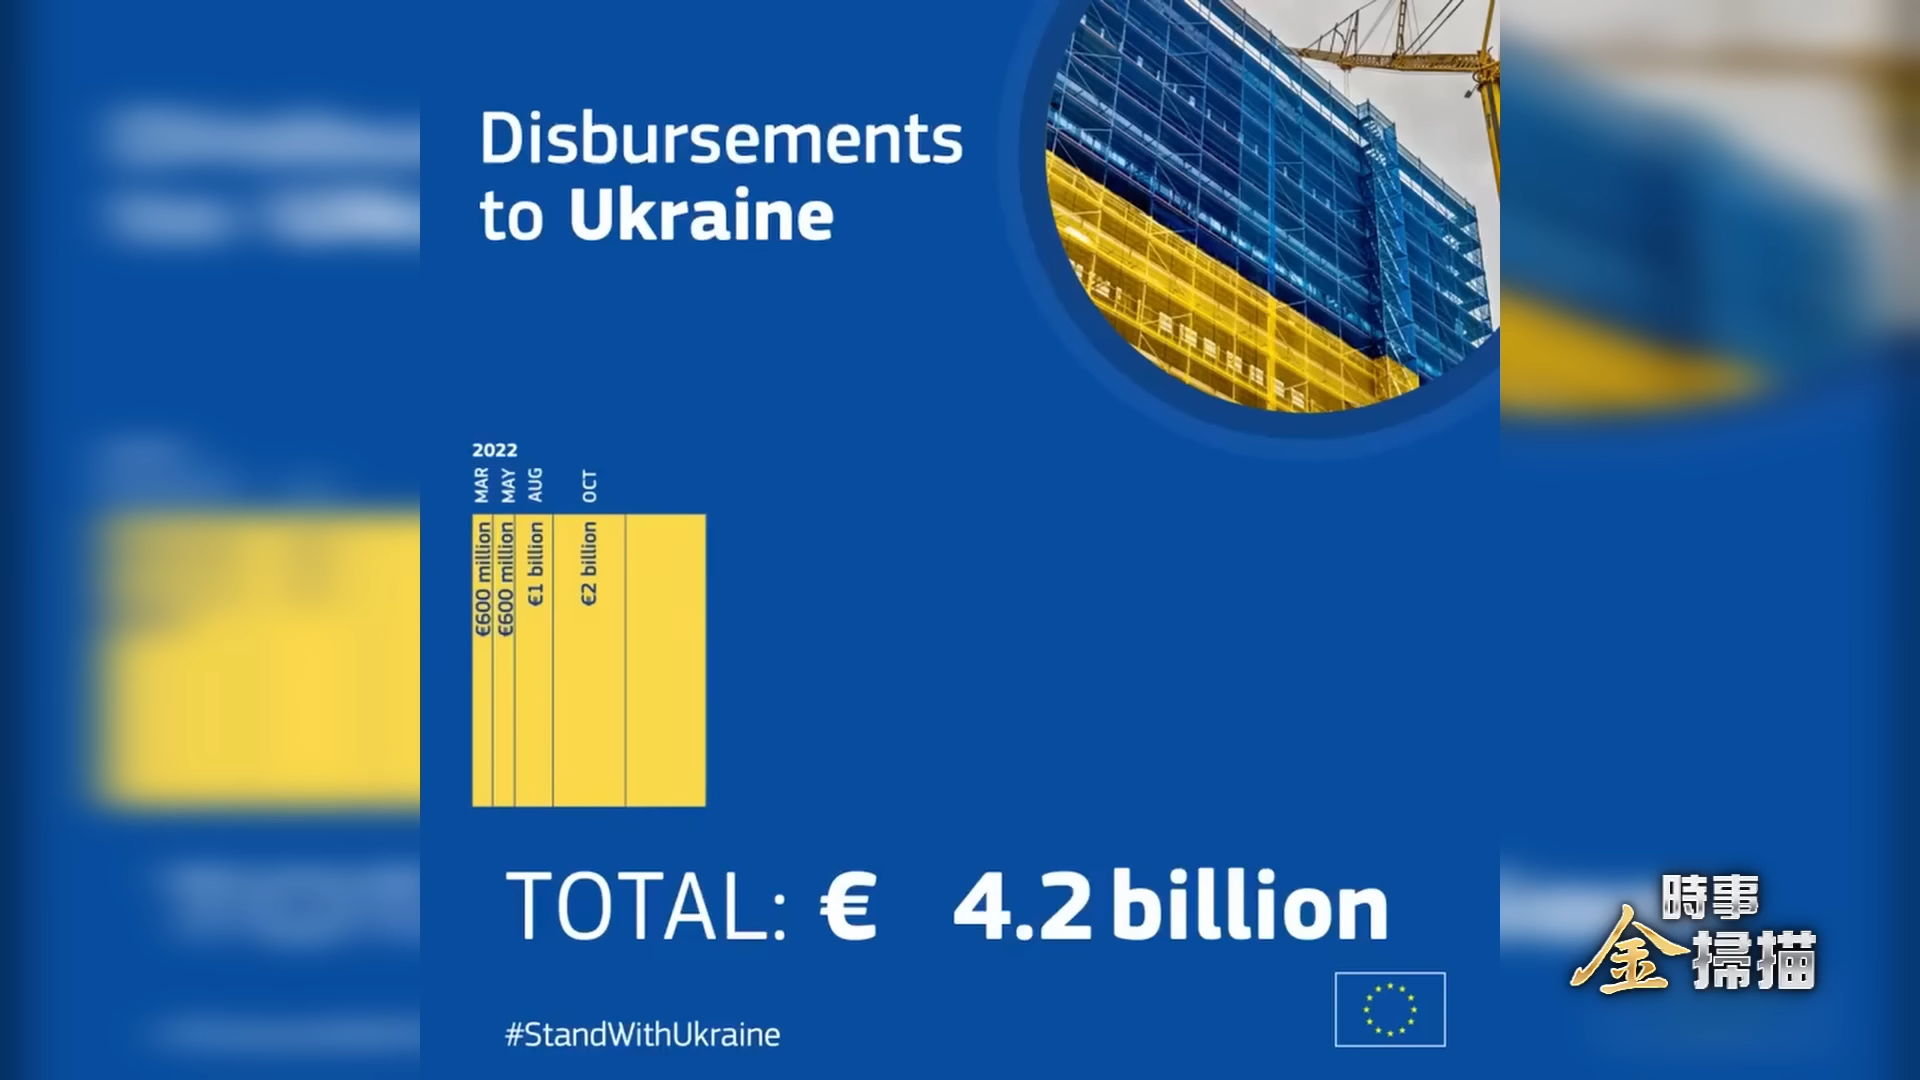 Disbursements
to Ukraine
2022
MAR
MAY
AUG
OCT
€600 million
€600 million
€1 billion
€2 billion
TOTAL: € 4.2 billion
#StandWithUkraine
時事
金掃描